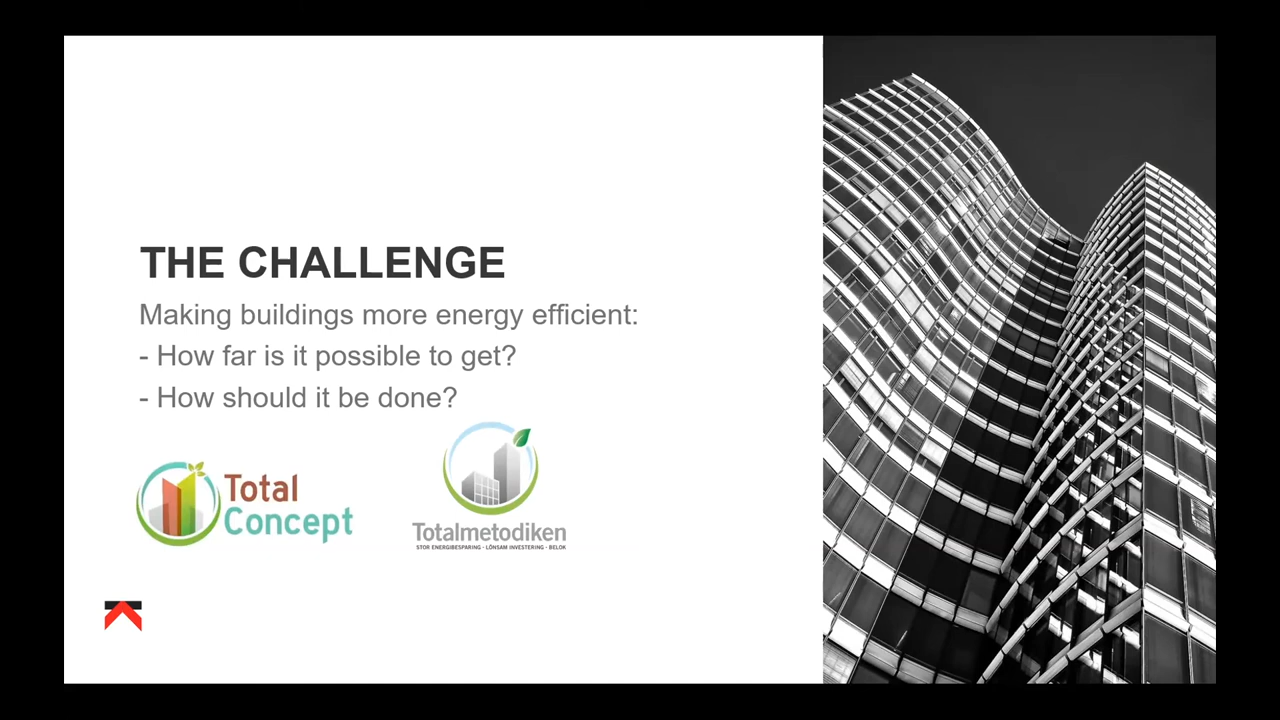 THE CHALLENGE
Making buildings more energy efficient:
- How far is it possible to get?
- How should it be done?
Total
Concept
Totalmetodiken
STOR ENERGIBESPARING - LÖNSAM INVESTERING - BELOK